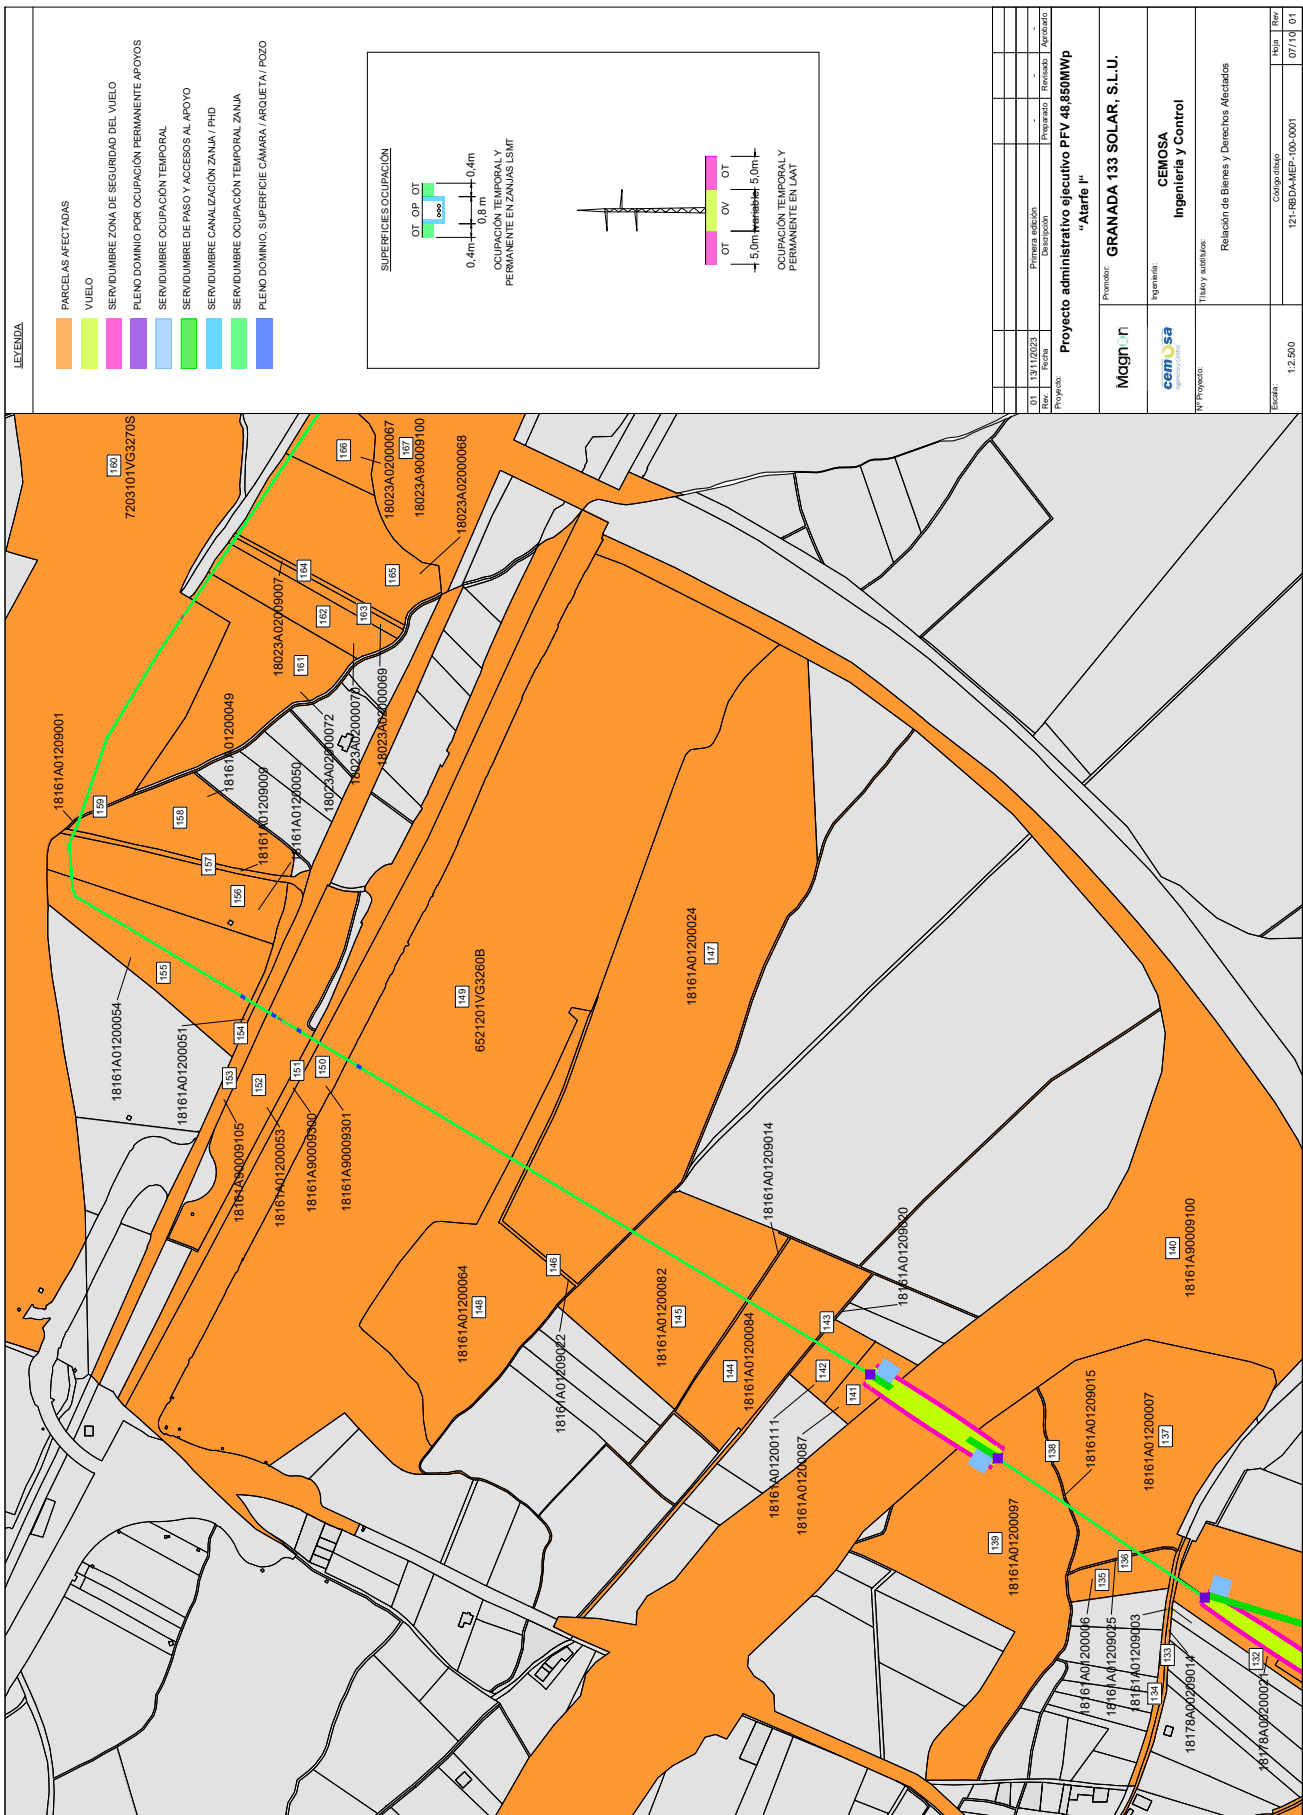 LEYENDA
PARCELAS AFECTADAS
VUELO
SERVIDUMBRE ZONA DE SEGURIDAD DEL VUELO
PLENO DOMINIO POR OCUPACIÓN PERMANENTE APOYOS
SERVIDUMBRE OCUPACIÓN TEMPORAL
SERVIDUMBRE DE PASO Y ACCESOS AL APOYO
SERVIDUMBRE CANALIZACIÓN ZANJA / PHD
SERVIDUMBRE OCUPACIÓN TEMPORAL ZANJA
PLENO DOMINIO, SUPERFICIE CÁMARA / ARQUETA / POZO
SUPERFICIES OCUPACIÓN
OT OP OT
0,4m 0,4m
0,8 m
OCUPACIÓN TEMPORAL Y
PERMANENTE EN ZANJAS LSMT
OT OV OT
5,0m variable 5,0m
OCUPACIÓN TEMPORAL Y
PERMANENTE EN LAAT
01 13/11/2023 Primera edición - - -
Rev. Fecha Descripción Preparado Revisado Aprobado
Proyecto:
Proyecto administrativo ejecutivo PFV 48,850MWp
"Atarfe I"
Magnon
Promotor:
GRANADA 133 SOLAR, S.L.U.
cemosa
Ingeniería y Control
Ingeniería:
CEMOSA
Ingeniería y Control
Nº Proyecto:
Título y subtítulos:
Relación de Bienes y Derechos Afectados
Escala:
1:2.500
Código dibujo
121-RBDA-MEP-100-0001
Hoja
07/10
Rev
01
160
7203101VG3270S
166
18023A02000067
167
18023A90009100
18023A02000068
165
164
18023A02009007
163
162
161
18023A02000069
18023A02000070
18023A02000072
18161A01209001
159
18161A01200049
158
18161A01209009
157
18161A01200050
156
155
18161A01200054
18161A01200051
154
153
18161A90009105
152
18161A01200053
151
18161A90009300
150
18161A90009301
149
6521201VG3260B
18161A01200024
147
18161A01200064
148
146
18161A01209022
18161A01200082
145
18161A01209014
144
18161A01200084
143
18161A01209020
142
18161A01200111
141
18161A01200087
140
18161A90009100
139
18161A01200097
138
18161A01209015
18161A01200007
137
136
135
18161A01200006
18161A01209025
18161A01209003
134
133
18178A00209014
132
18178A00200021